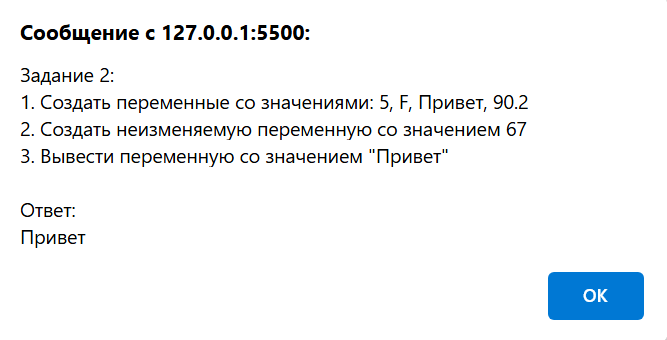 Сообщение с 127.0.0.1:5500:
Задание 2:
1. Создать переменные со значениями: 5, F, Привет, 90.2
2. Создать неизменяемую переменную со значением 67
3. Вывести переменную со значением "Привет"
Ответ:
Привет
ОК